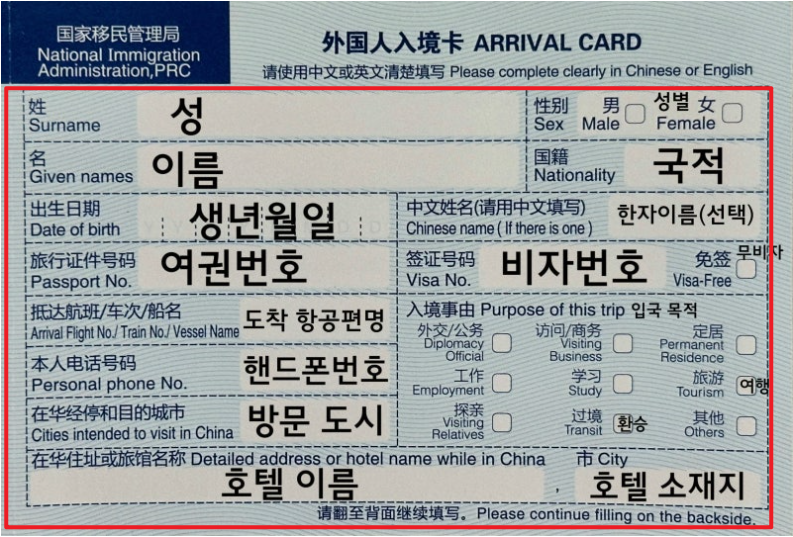 国家移民管理局
National Immigration
Administration,PRC
外国人入境卡 ARRIVAL CARD
请使用中文或英文清楚填写 Please complete clearly in Chinese or English
姓
Surname
성
性别
Sex
男
Male
성별
女
Female
名
Given names
이름
国籍
Nationality
국적
出生日期
Date of birth
생년월일
中文姓名(请用中文填写)
Chinese name ( If there is one )
한자이름(선택)
旅行证件号码
Passport No.
여권번호
签证号码
Visa No.
비자번호
免签
Visa-Free
무비자
抵达航班/车次/船名
Arrival Flight No./ Train No./ Vessel Name
도착 항공편명
入境事由 Purpose of this trip 입국 목적
外交/公务
Diplomacy
Official
访问/商务
Visiting
Business
定居
Permanent
Residence
本人电话号码
Personal phone No.
핸드폰번호
工作
Employment
学习
Study
旅游
Tourism
여행
在华经停和目的城市
Cities intended to visit in China
방문 도시
探亲
Visiting
Relatives
过境
Transit
환승
其他
Others
在华住址或旅馆名称 Detailed address or hotel name while in China
호텔 이름
,
市 City
호텔 소재지
请翻至背面继续填写。Please continue filling on the backside.